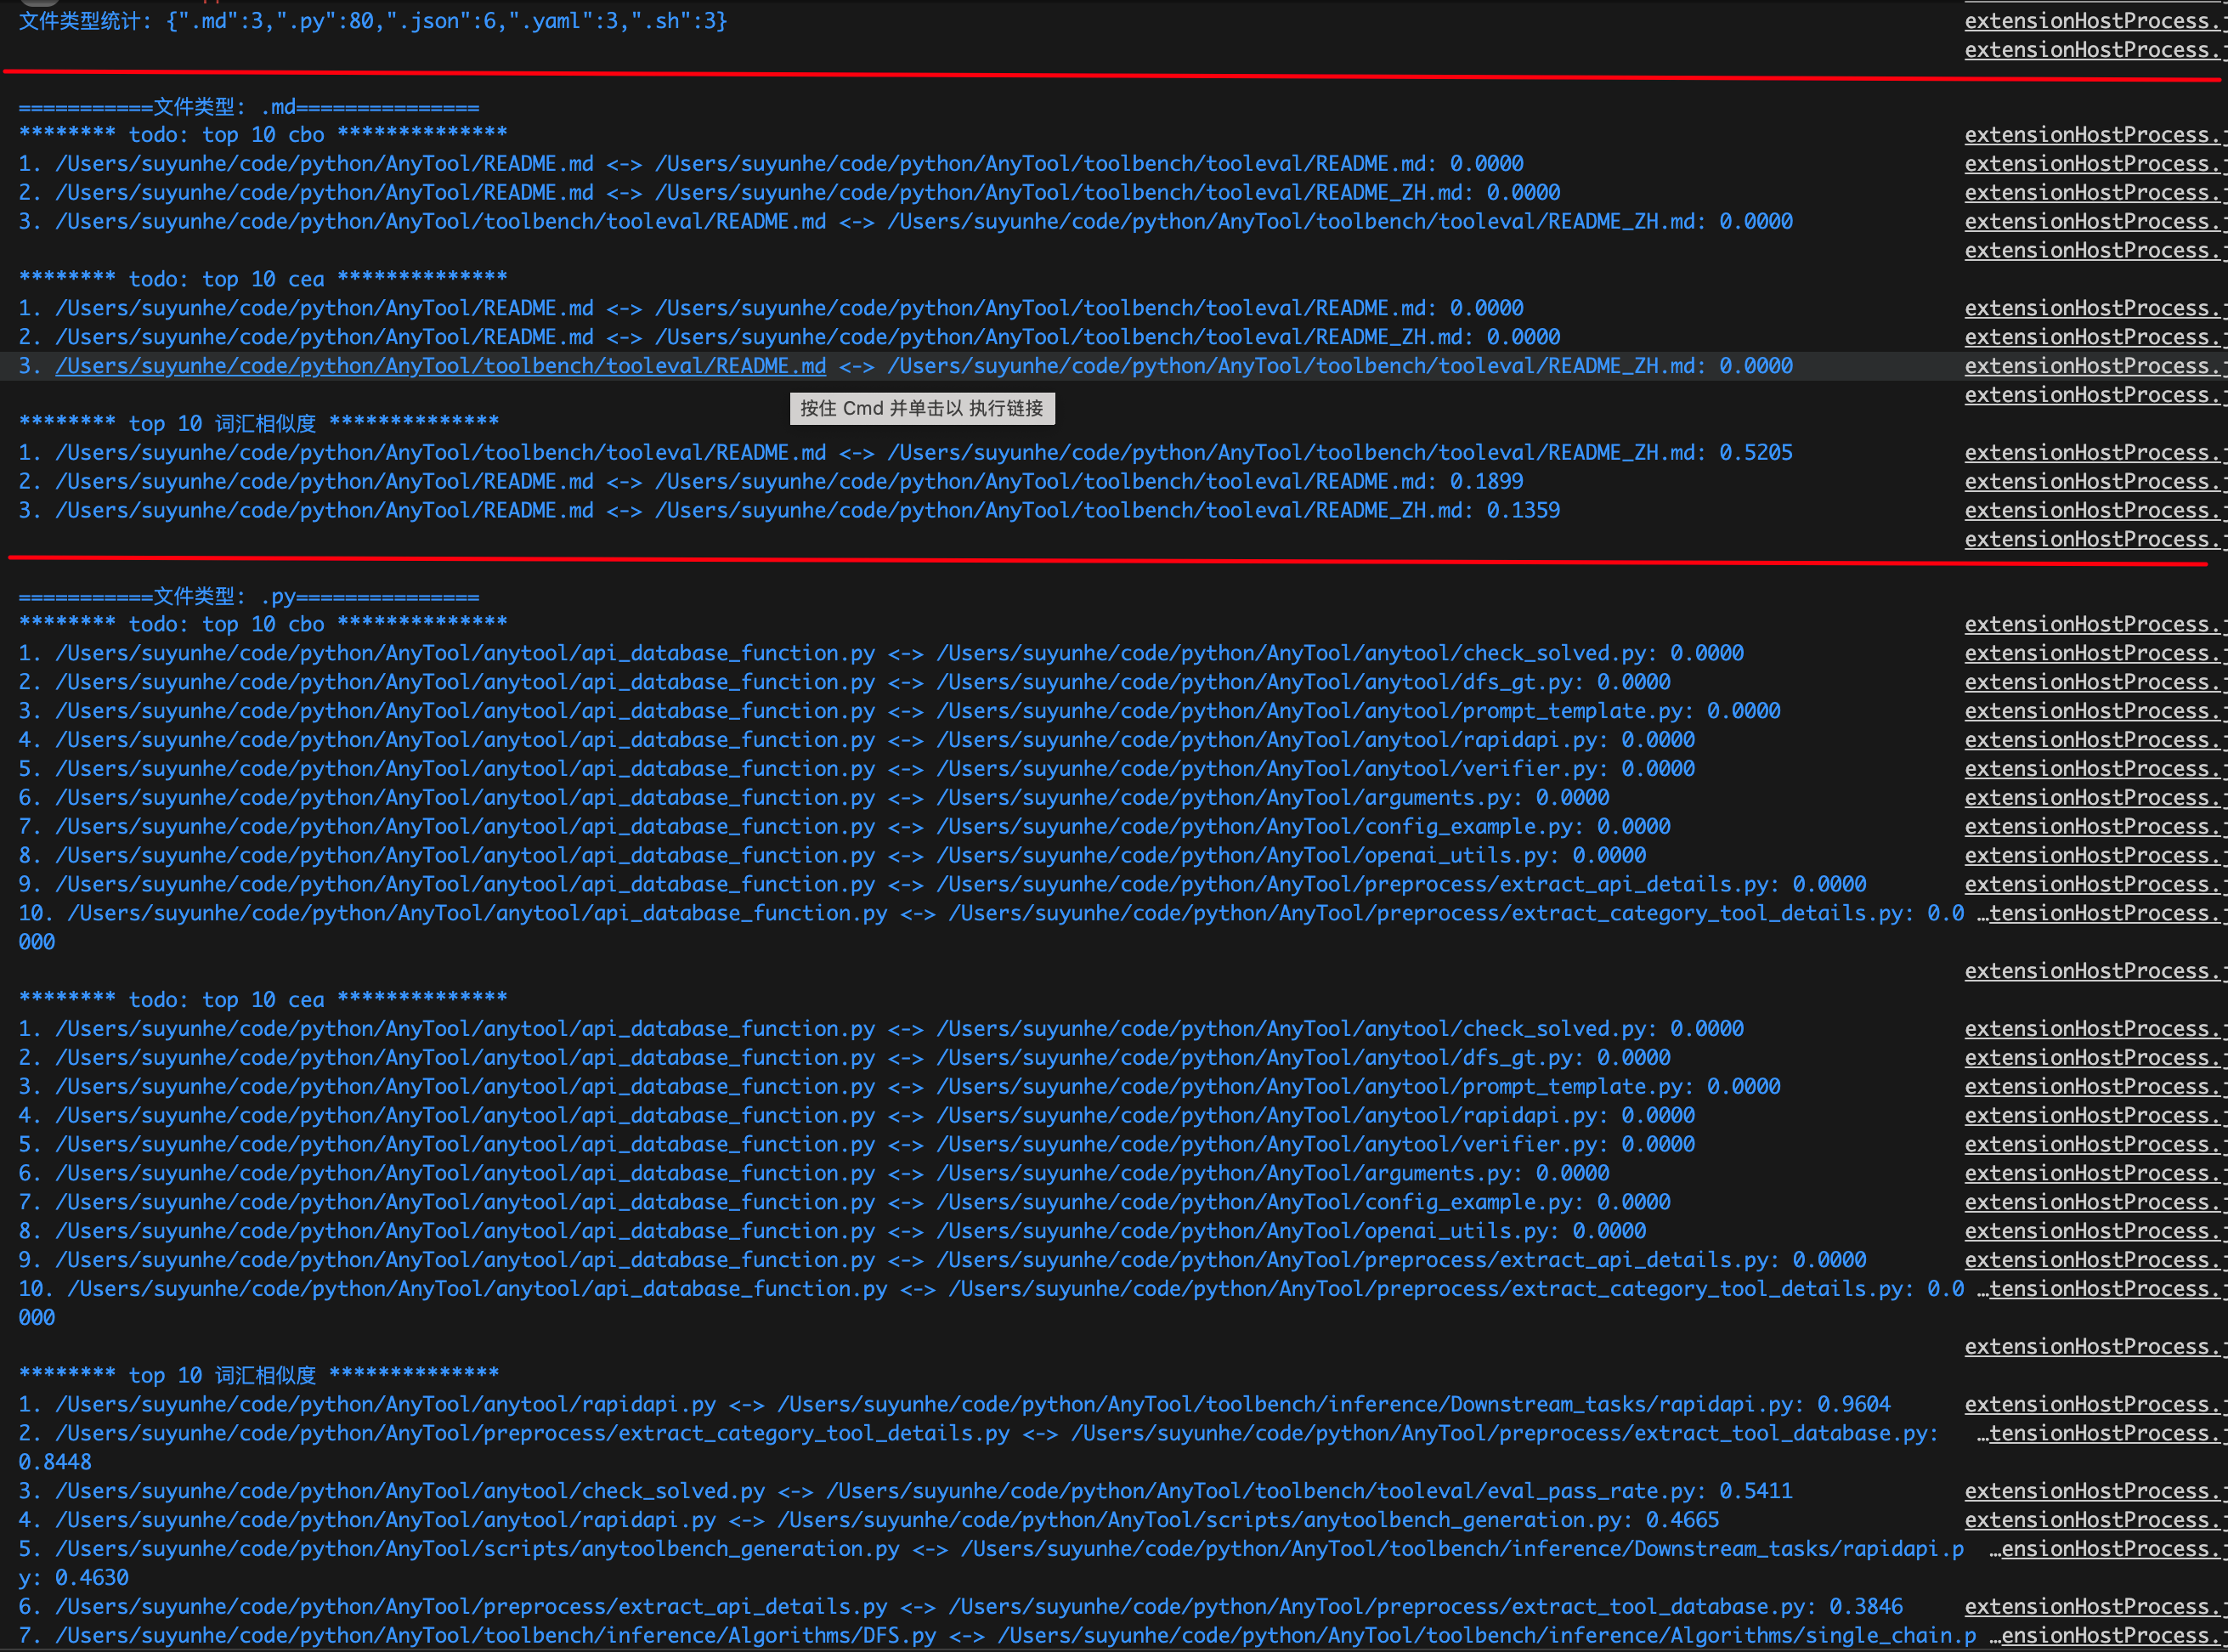 文件类型统计: {".md":3,".py":80,".json":6,".yaml":3,".sh":3} extensionHostProcess.j
extensionHostProcess.j
===========文件类型: .md===============
******** todo: top 10 cbo ************** extensionHostProcess.j
1. /Users/suyunhe/code/python/AnyTool/README.md <-> /Users/suyunhe/code/python/AnyTool/toolbench/tooleval/README.md: 0.0000 extensionHostProcess.j
2. /Users/suyunhe/code/python/AnyTool/README.md <-> /Users/suyunhe/code/python/AnyTool/toolbench/tooleval/README_ZH.md: 0.0000 extensionHostProcess.j
3. /Users/suyunhe/code/python/AnyTool/toolbench/tooleval/README.md <-> /Users/suyunhe/code/python/AnyTool/toolbench/tooleval/README_ZH.md: 0.0000 extensionHostProcess.j
extensionHostProcess.j
******** todo: top 10 cea **************
1. /Users/suyunhe/code/python/AnyTool/README.md <-> /Users/suyunhe/code/python/AnyTool/toolbench/tooleval/README.md: 0.0000 extensionHostProcess.j
2. /Users/suyunhe/code/python/AnyTool/README.md <-> /Users/suyunhe/code/python/AnyTool/toolbench/tooleval/README_ZH.md: 0.0000 extensionHostProcess.j
3. /Users/suyunhe/code/python/AnyTool/toolbench/tooleval/README.md <-> /Users/suyunhe/code/python/AnyTool/toolbench/tooleval/README_ZH.md: 0.0000 extensionHostProcess.j
extensionHostProcess.j
按住 Cmd 并单击以 执行链接
******** top 10 词汇相似度 **************
1. /Users/suyunhe/code/python/AnyTool/toolbench/tooleval/README.md <-> /Users/suyunhe/code/python/AnyTool/toolbench/tooleval/README_ZH.md: 0.5205 extensionHostProcess.j
2. /Users/suyunhe/code/python/AnyTool/README.md <-> /Users/suyunhe/code/python/AnyTool/toolbench/tooleval/README.md: 0.1899 extensionHostProcess.j
3. /Users/suyunhe/code/python/AnyTool/README.md <-> /Users/suyunhe/code/python/AnyTool/toolbench/tooleval/README_ZH.md: 0.1359 extensionHostProcess.j
extensionHostProcess.j
===========文件类型: .py===============
******** todo: top 10 cbo ************** extensionHostProcess.j
1. /Users/suyunhe/code/python/AnyTool/anytool/api_database_function.py <-> /Users/suyunhe/code/python/AnyTool/anytool/check_solved.py: 0.0000 extensionHostProcess.j
2. /Users/suyunhe/code/python/AnyTool/anytool/api_database_function.py <-> /Users/suyunhe/code/python/AnyTool/anytool/dfs_gt.py: 0.0000 extensionHostProcess.j
3. /Users/suyunhe/code/python/AnyTool/anytool/api_database_function.py <-> /Users/suyunhe/code/python/AnyTool/anytool/prompt_template.py: 0.0000 extensionHostProcess.j
4. /Users/suyunhe/code/python/AnyTool/anytool/api_database_function.py <-> /Users/suyunhe/code/python/AnyTool/anytool/rapidapi.py: 0.0000 extensionHostProcess.j
5. /Users/suyunhe/code/python/AnyTool/anytool/api_database_function.py <-> /Users/suyunhe/code/python/AnyTool/anytool/verifier.py: 0.0000 extensionHostProcess.j
6. /Users/suyunhe/code/python/AnyTool/anytool/api_database_function.py <-> /Users/suyunhe/code/python/AnyTool/arguments.py: 0.0000 extensionHostProcess.j
7. /Users/suyunhe/code/python/AnyTool/anytool/api_database_function.py <-> /Users/suyunhe/code/python/AnyTool/config_example.py: 0.0000 extensionHostProcess.j
8. /Users/suyunhe/code/python/AnyTool/anytool/api_database_function.py <-> /Users/suyunhe/code/python/AnyTool/openai_utils.py: 0.0000 extensionHostProcess.j
9. /Users/suyunhe/code/python/AnyTool/anytool/api_database_function.py <-> /Users/suyunhe/code/python/AnyTool/preprocess/extract_api_details.py: 0.0000 extensionHostProcess.j
10. /Users/suyunhe/code/python/AnyTool/anytool/api_database_function.py <-> /Users/suyunhe/code/python/AnyTool/preprocess/extract_category_tool_details.py: 0.0 …tensionHostProcess.j
000
extensionHostProcess.j
******** todo: top 10 cea **************
1. /Users/suyunhe/code/python/AnyTool/anytool/api_database_function.py <-> /Users/suyunhe/code/python/AnyTool/anytool/check_solved.py: 0.0000 extensionHostProcess.j
2. /Users/suyunhe/code/python/AnyTool/anytool/api_database_function.py <-> /Users/suyunhe/code/python/AnyTool/anytool/dfs_gt.py: 0.0000 extensionHostProcess.j
3. /Users/suyunhe/code/python/AnyTool/anytool/api_database_function.py <-> /Users/suyunhe/code/python/AnyTool/anytool/prompt_template.py: 0.0000 extensionHostProcess.j
4. /Users/suyunhe/code/python/AnyTool/anytool/api_database_function.py <-> /Users/suyunhe/code/python/AnyTool/anytool/rapidapi.py: 0.0000 extensionHostProcess.j
5. /Users/suyunhe/code/python/AnyTool/anytool/api_database_function.py <-> /Users/suyunhe/code/python/AnyTool/anytool/verifier.py: 0.0000 extensionHostProcess.j
6. /Users/suyunhe/code/python/AnyTool/anytool/api_database_function.py <-> /Users/suyunhe/code/python/AnyTool/arguments.py: 0.0000 extensionHostProcess.j
7. /Users/suyunhe/code/python/AnyTool/anytool/api_database_function.py <-> /Users/suyunhe/code/python/AnyTool/config_example.py: 0.0000 extensionHostProcess.j
8. /Users/suyunhe/code/python/AnyTool/anytool/api_database_function.py <-> /Users/suyunhe/code/python/AnyTool/openai_utils.py: 0.0000 extensionHostProcess.j
9. /Users/suyunhe/code/python/AnyTool/anytool/api_database_function.py <-> /Users/suyunhe/code/python/AnyTool/preprocess/extract_api_details.py: 0.0000 extensionHostProcess.j
10. /Users/suyunhe/code/python/AnyTool/anytool/api_database_function.py <-> /Users/suyunhe/code/python/AnyTool/preprocess/extract_category_tool_details.py: 0.0 …tensionHostProcess.j
000
extensionHostProcess.j
******** top 10 词汇相似度 **************
1. /Users/suyunhe/code/python/AnyTool/anytool/rapidapi.py <-> /Users/suyunhe/code/python/AnyTool/toolbench/inference/Downstream_tasks/rapidapi.py: 0.9604 extensionHostProcess.j
2. /Users/suyunhe/code/python/AnyTool/preprocess/extract_category_tool_details.py <-> /Users/suyunhe/code/python/AnyTool/preprocess/extract_tool_database.py: …tensionHostProcess.j
0.8448
3. /Users/suyunhe/code/python/AnyTool/anytool/check_solved.py <-> /Users/suyunhe/code/python/AnyTool/toolbench/tooleval/eval_pass_rate.py: 0.5411 extensionHostProcess.j
4. /Users/suyunhe/code/python/AnyTool/anytool/rapidapi.py <-> /Users/suyunhe/code/python/AnyTool/scripts/anytoolbench_generation.py: 0.4665 extensionHostProcess.j
5. /Users/suyunhe/code/python/AnyTool/scripts/anytoolbench_generation.py <-> /Users/suyunhe/code/python/AnyTool/toolbench/inference/Downstream_tasks/rapidapi.p …ensionHostProcess.j
y: 0.4630
6. /Users/suyunhe/code/python/AnyTool/preprocess/extract_api_details.py <-> /Users/suyunhe/code/python/AnyTool/preprocess/extract_tool_database.py: 0.3846 extensionHostProcess.j
7. /Users/suyunhe/code/python/AnyTool/toolbench/inference/Algorithms/DFS.py <-> /Users/suyunhe/code/python/AnyTool/toolbench/inference/Algorithms/single_chain.p …ensionHostProcess.j